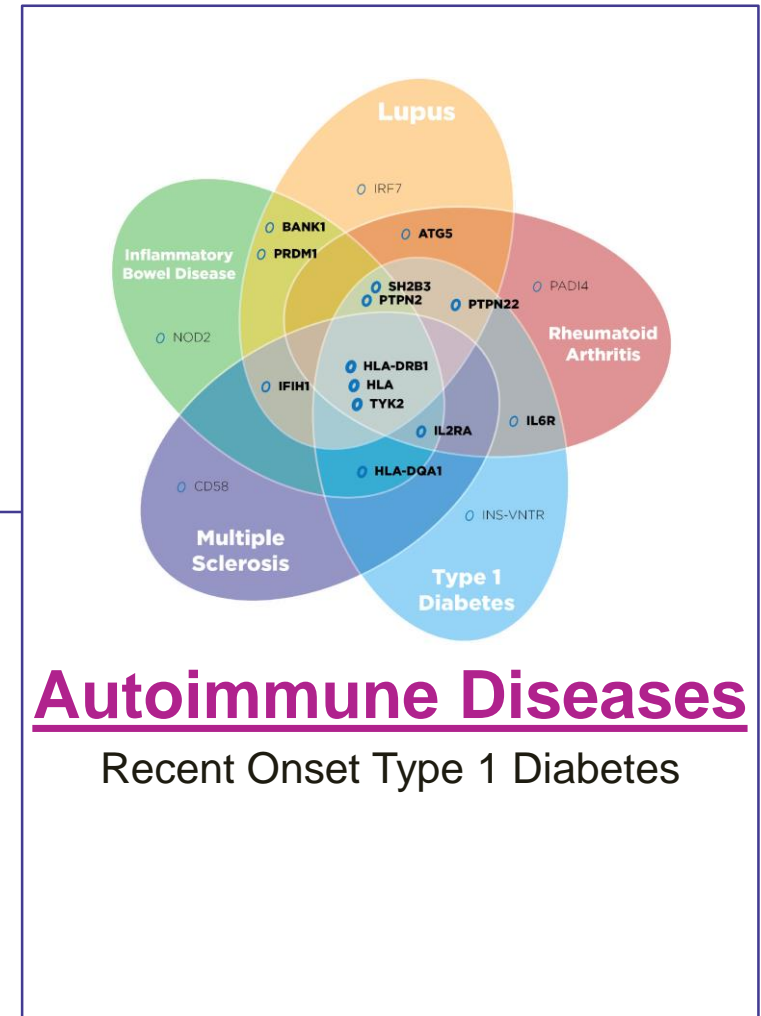 Lupus
IRF7
BANK1
ATG5
Inflammatory
Bowel Disease
PRDM1
SH2B3
PTPN2
PTPN22
PADI4
NOD2
Rheumatoid
Arthritis
HLA-DRB1
HLA
TYK2
IFIH1
IL6R
IL2RA
HLA-DQA1
CD58
INS-VNTR
Multiple
Sclerosis
Type 1
Diabetes
Autoimmune Diseases
Recent Onset Type 1 Diabetes